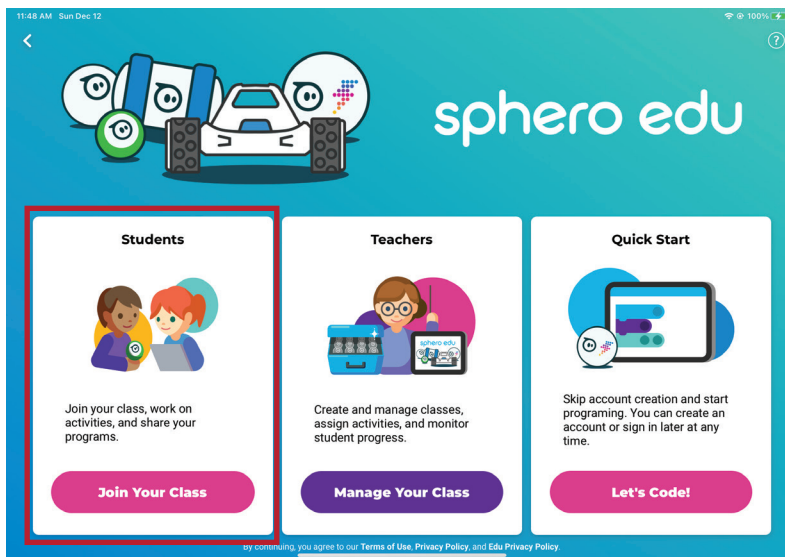 11:48 AM Sun Dec 12
100%
?
sphero edu
Students
Teachers
Quick Start
sphero edu
Join your class, work on
activities, and share your
programs.
Create and manage classes,
assign activities, and monitor
student progress.
Skip account creation and start
programing. You can create an
account or sign in later at any
time.
Join Your Class
Manage Your Class
Let's Code!
By continuing, you agree to our Terms of Use, Privacy Policy, and Edu Privacy Policy.